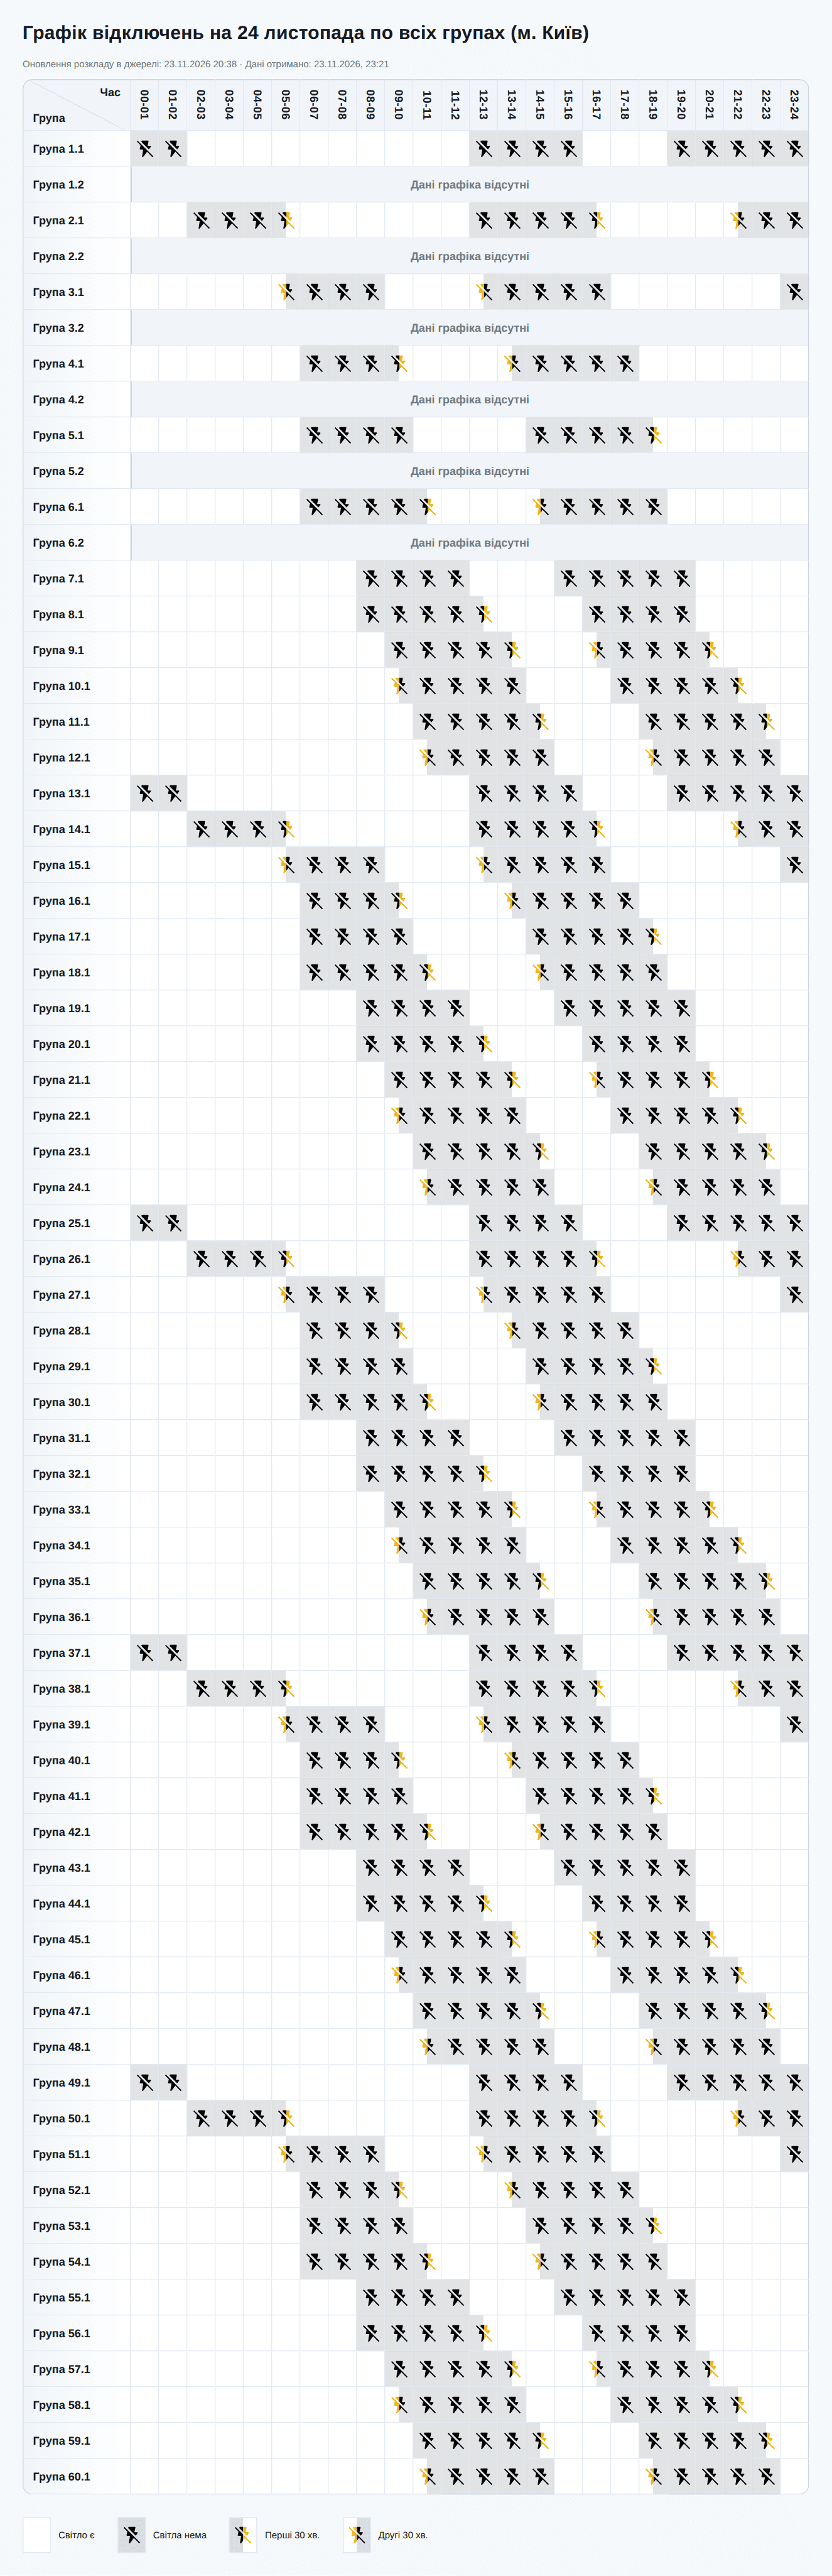 Графік відключень на 24 листопада по всіх групах (м. Київ)
Оновлення розкладу в джерелі: 23.11.2026 20:38 · Дані отримано: 23.11.2026, 23:21
Час
Група
00-01 01-02 02-03 03-04 04-05 05-06 06-07 07-08 08-09 09-10 10-11 11-12 12-13 13-14 14-15 15-16 16-17 17-18 18-19 19-20 20-21 21-22 22-23 23-24
Група 1.1
Група 1.2 Дані графіка відсутні
Група 2.1
Група 2.2 Дані графіка відсутні
Група 3.1
Група 3.2 Дані графіка відсутні
Група 4.1
Група 4.2 Дані графіка відсутні
Група 5.1
Група 5.2 Дані графіка відсутні
Група 6.1
Група 6.2 Дані графіка відсутні
Група 7.1
Група 8.1
Група 9.1
Група 10.1
Група 11.1
Група 12.1
Група 13.1
Група 14.1
Група 15.1
Група 16.1
Група 17.1
Група 18.1
Група 19.1
Група 20.1
Група 21.1
Група 22.1
Група 23.1
Група 24.1
Група 25.1
Група 26.1
Група 27.1
Група 28.1
Група 29.1
Група 30.1
Група 31.1
Група 32.1
Група 33.1
Група 34.1
Група 35.1
Група 36.1
Група 37.1
Група 38.1
Група 39.1
Група 40.1
Група 41.1
Група 42.1
Група 43.1
Група 44.1
Група 45.1
Група 46.1
Група 47.1
Група 48.1
Група 49.1
Група 50.1
Група 51.1
Група 52.1
Група 53.1
Група 54.1
Група 55.1
Група 56.1
Група 57.1
Група 58.1
Група 59.1
Група 60.1
Світло є Світла нема Перші 30 хв. Другі 30 хв.